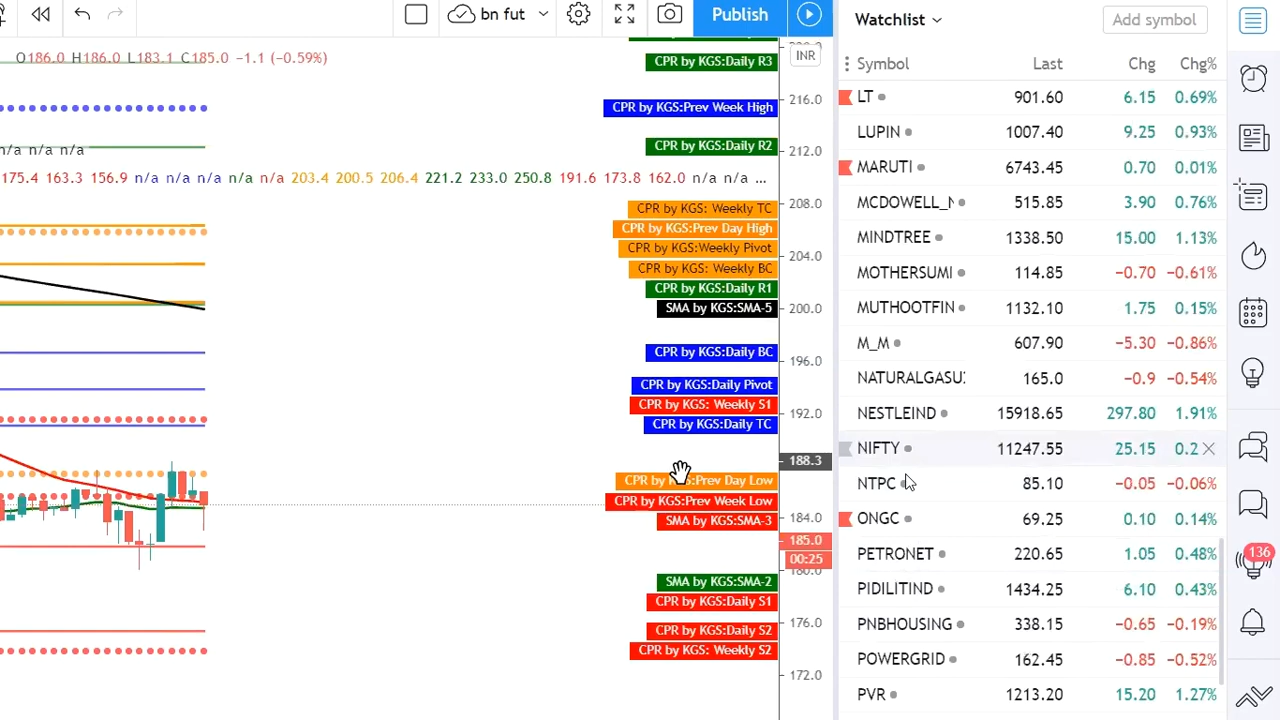 bn fut
Publish
Watchlist
Add symbol
O186.0 H186.0 L183.1 C185.0 −1.1 (−0.59%)
INR
n/a n/a n/a
175.4 163.3 156.9 n/a n/a n/a n/a n/a 203.4 200.5 206.4 221.2 233.0 250.8 191.6 173.8 162.0 n/a n/a ...
CPR by KGS:Daily R3
CPR by KGS:Prev Week High
CPR by KGS:Daily R2
CPR by KGS: Weekly TC
CPR by KGS:Prev Day High
CPR by KGS:Weekly Pivot
CPR by KGS: Weekly BC
CPR by KGS:Daily R1
SMA by KGS:SMA-5
CPR by KGS:Daily BC
CPR by KGS:Daily Pivot
CPR by KGS: Weekly S1
CPR by KGS:Daily TC
CPR by KGS:Prev Day Low
CPR by KGS:Prev Week Low
SMA by KGS:SMA-3
SMA by KGS:SMA-2
CPR by KGS:Daily S1
CPR by KGS:Daily S2
CPR by KGS: Weekly S2
216.0
212.0
208.0
204.0
200.0
196.0
192.0
188.3
184.0
185.0
00:25
180.0
176.0
172.0
Symbol Last Chg Chg%
LT 901.60 6.15 0.69%
LUPIN 1007.40 9.25 0.93%
MARUTI 6743.45 0.70 0.01%
MCDOWELL_N 515.85 3.90 0.76%
MINDTREE 1338.50 15.00 1.13%
MOTHERSUMI 114.85 −0.70 −0.61%
MUTHOOTFIN 1132.10 1.75 0.15%
M_M 607.90 −5.30 −0.86%
NATURALGASU 165.0 −0.9 −0.54%
NESTLEIND 15918.65 297.80 1.91%
NIFTY 11247.55 25.15 0.2
NTPC 85.10 −0.05 −0.06%
ONGC 69.25 0.10 0.14%
PETRONET 220.65 1.05 0.48%
PIDILITIND 1434.25 6.10 0.43%
PNBHOUSING 338.15 −0.65 −0.19%
POWERGRID 162.45 −0.85 −0.52%
PVR 1213.20 15.20 1.27%
136